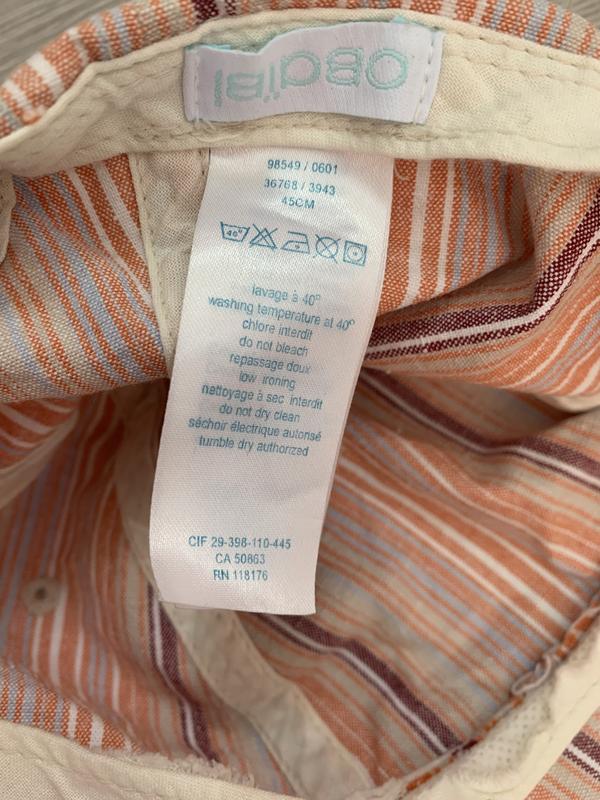 OBaïBI
98549 / 0601
36768 / 3943
45CM
40°
lavage à 40°
washing temperature at 40°
chlore interdit
do not bleach
repassage doux
low ironing
nettoyage à sec interdit
do not dry clean
séchoir électrique autorisé
tumble dry authorized
CIF 29-398-110-445
CA 50863
RN 118176